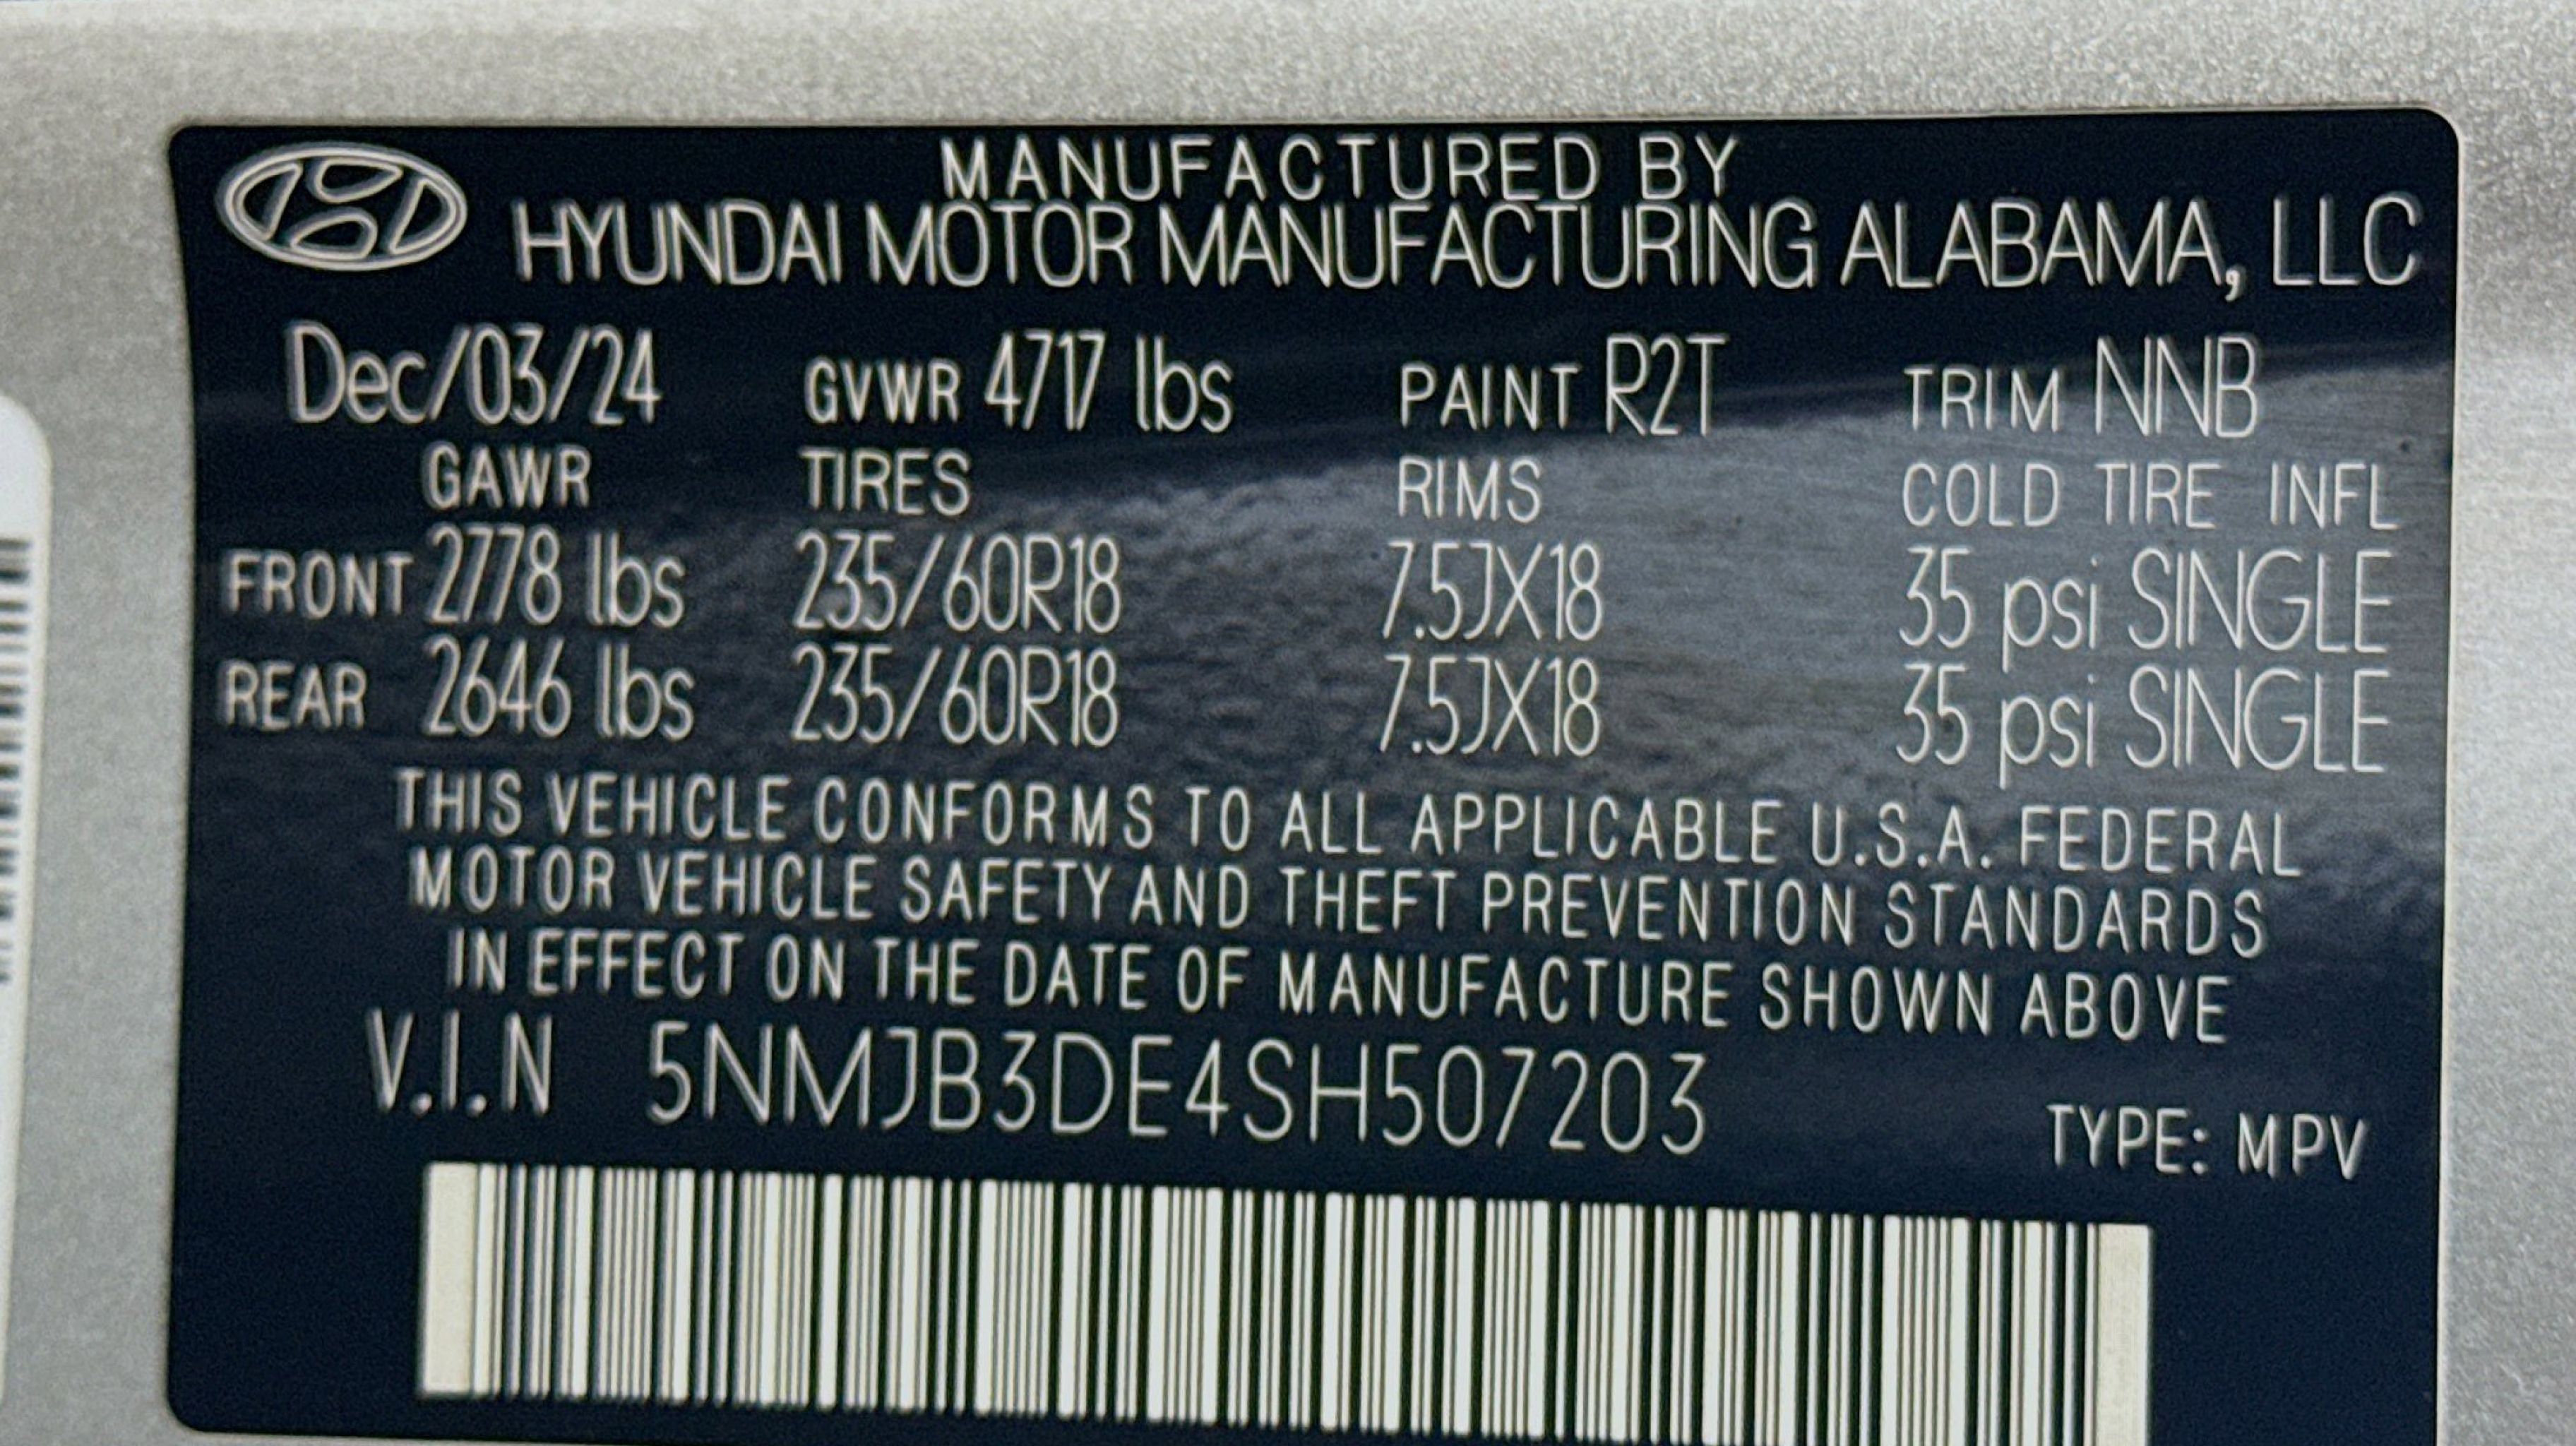 MANUFACTURED BY
HYUNDAI MOTOR MANUFACTURING ALABAMA, LLC
Dec/03/24 GVWR 4717 lbs PAINT R2T TRIM NNB
GAWR TIRES RIMS COLD TIRE INFL
FRONT 2778 lbs 235/60R18 7.5JX18 35 psi SINGLE
REAR 2646 lbs 235/60R18 7.5JX18 35 psi SINGLE
THIS VEHICLE CONFORMS TO ALL APPLICABLE U.S.A. FEDERAL
MOTOR VEHICLE SAFETY AND THEFT PREVENTION STANDARDS
IN EFFECT ON THE DATE OF MANUFACTURE SHOWN ABOVE
V.I.N 5NMJB3DE4SH507203
TYPE: MPV